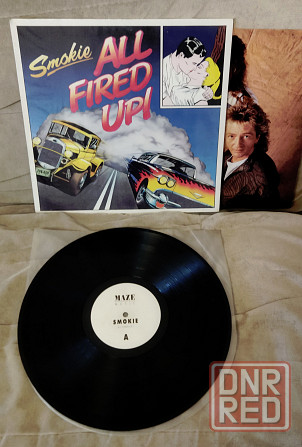 Smokie
ALL
FIRED
UP!
MAZE
SMOKIE
A
DNR
RED